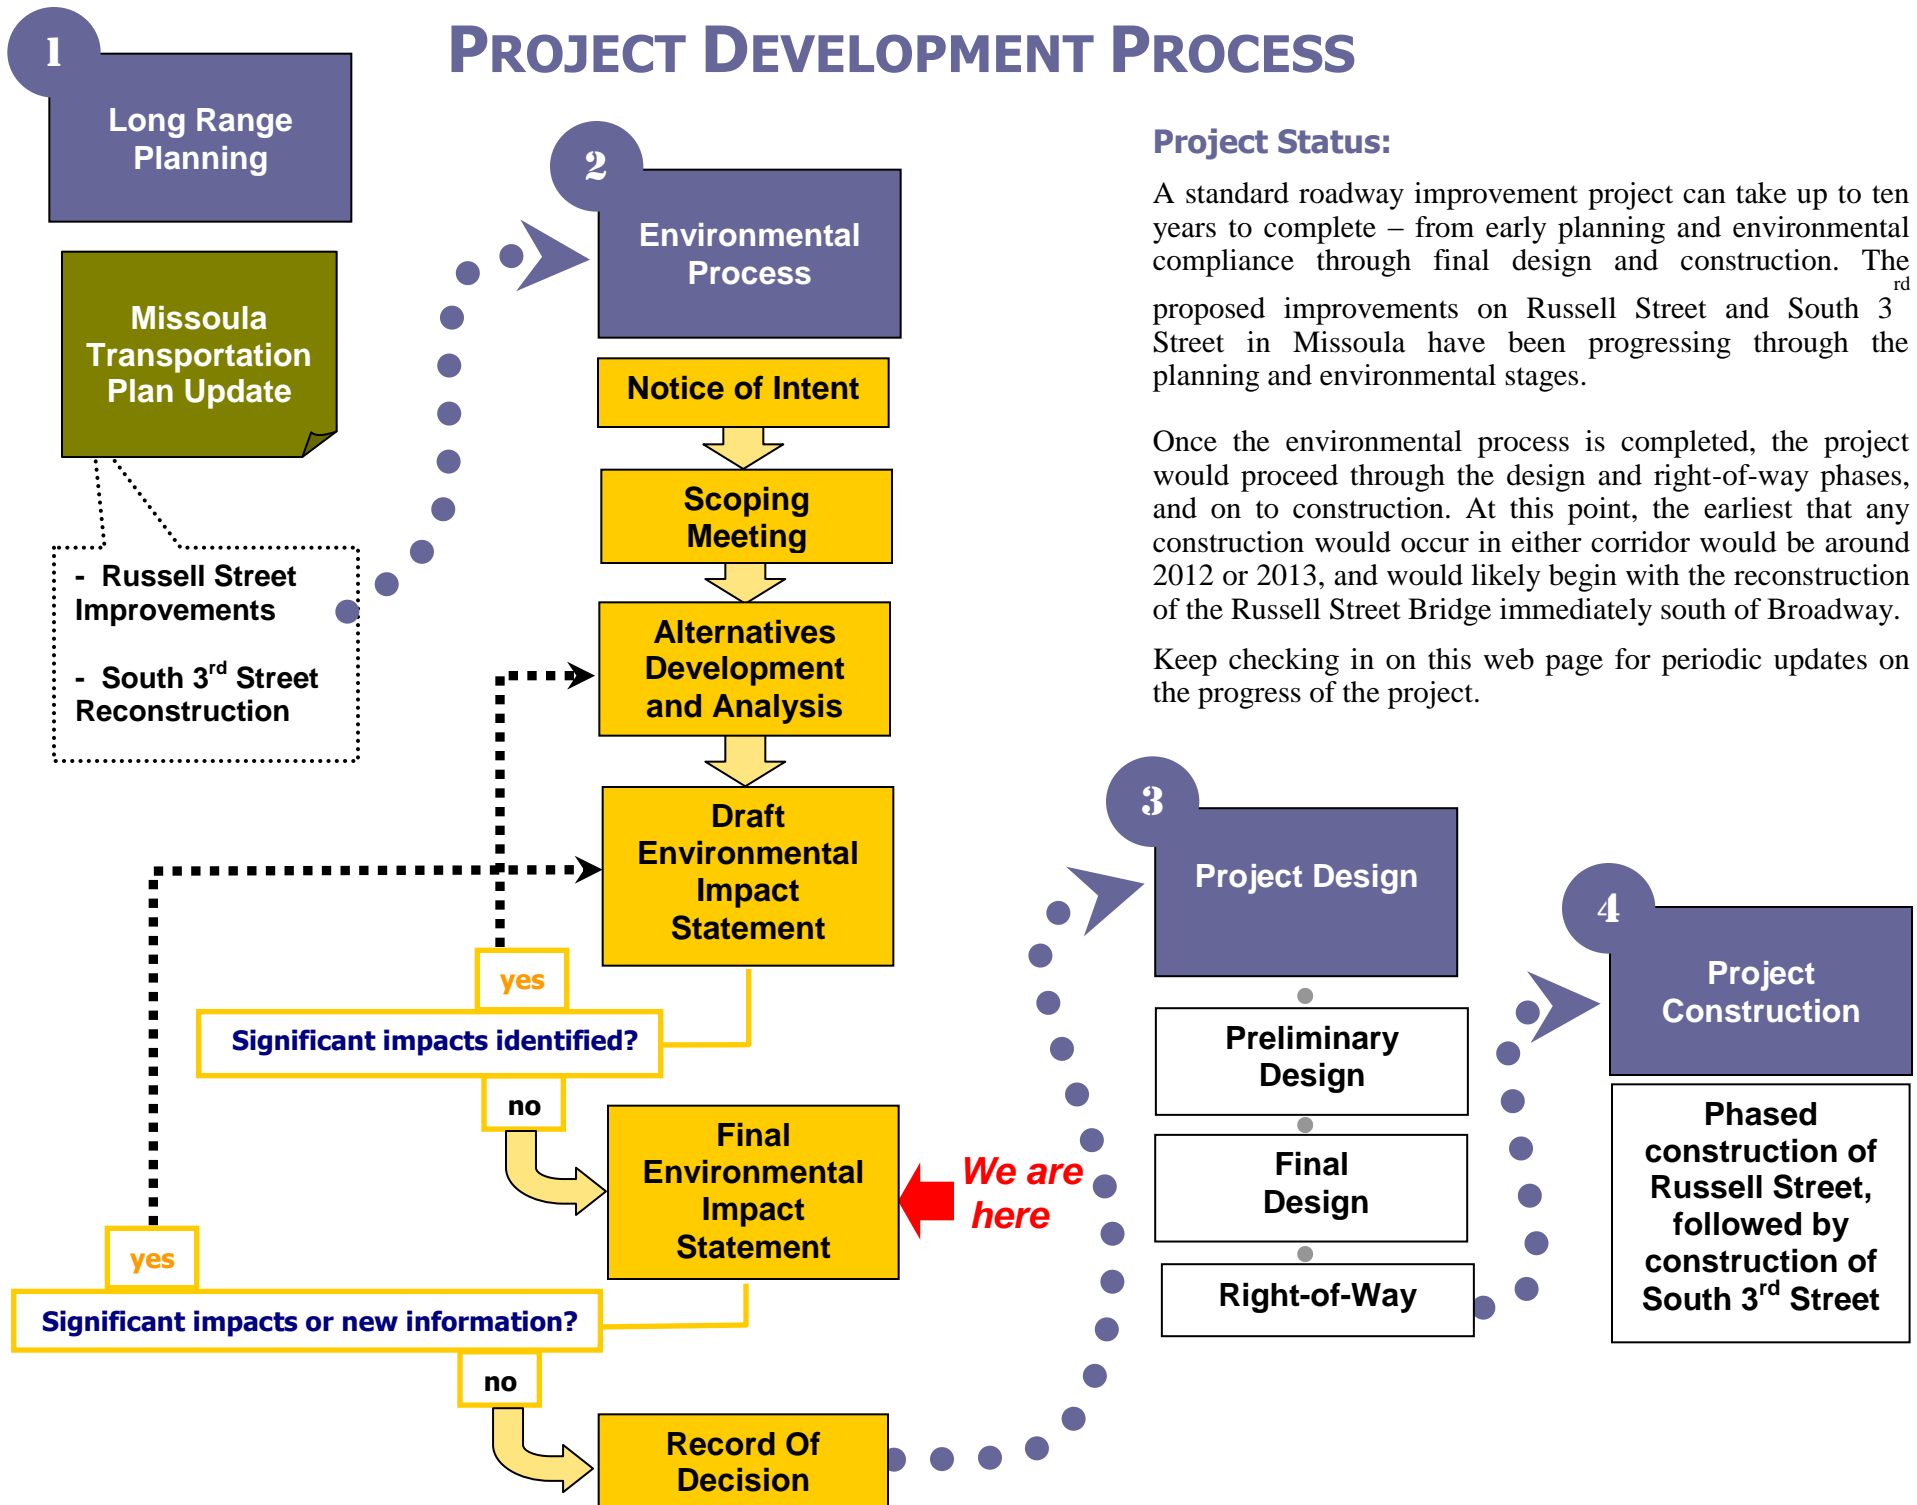 PROJECT DEVELOPMENT PROCESS
1
Long Range
Planning
Missoula
Transportation
Plan Update
- Russell Street
Improvements
- South 3rd Street
Reconstruction
2
Environmental
Process
Notice of Intent
Scoping
Meeting
Alternatives
Development
and Analysis
Draft
Environmental
Impact
Statement
yes
Significant impacts identified?
no
Final
Environmental
Impact
Statement
We are
here
yes
Significant impacts or new information?
no
Record Of
Decision
Project Status:
A standard roadway improvement project can take up to ten
years to complete – from early planning and environmental
compliance through final design and construction. The
proposed improvements on Russell Street and South 3rd
Street in Missoula have been progressing through the
planning and environmental stages.
Once the environmental process is completed, the project
would proceed through the design and right-of-way phases,
and on to construction. At this point, the earliest that any
construction would occur in either corridor would be around
2012 or 2013, and would likely begin with the reconstruction
of the Russell Street Bridge immediately south of Broadway.
Keep checking in on this web page for periodic updates on
the progress of the project.
3
Project Design
Preliminary
Design
Final
Design
Right-of-Way
4
Project
Construction
Phased
construction of
Russell Street,
followed by
construction of
South 3rd Street